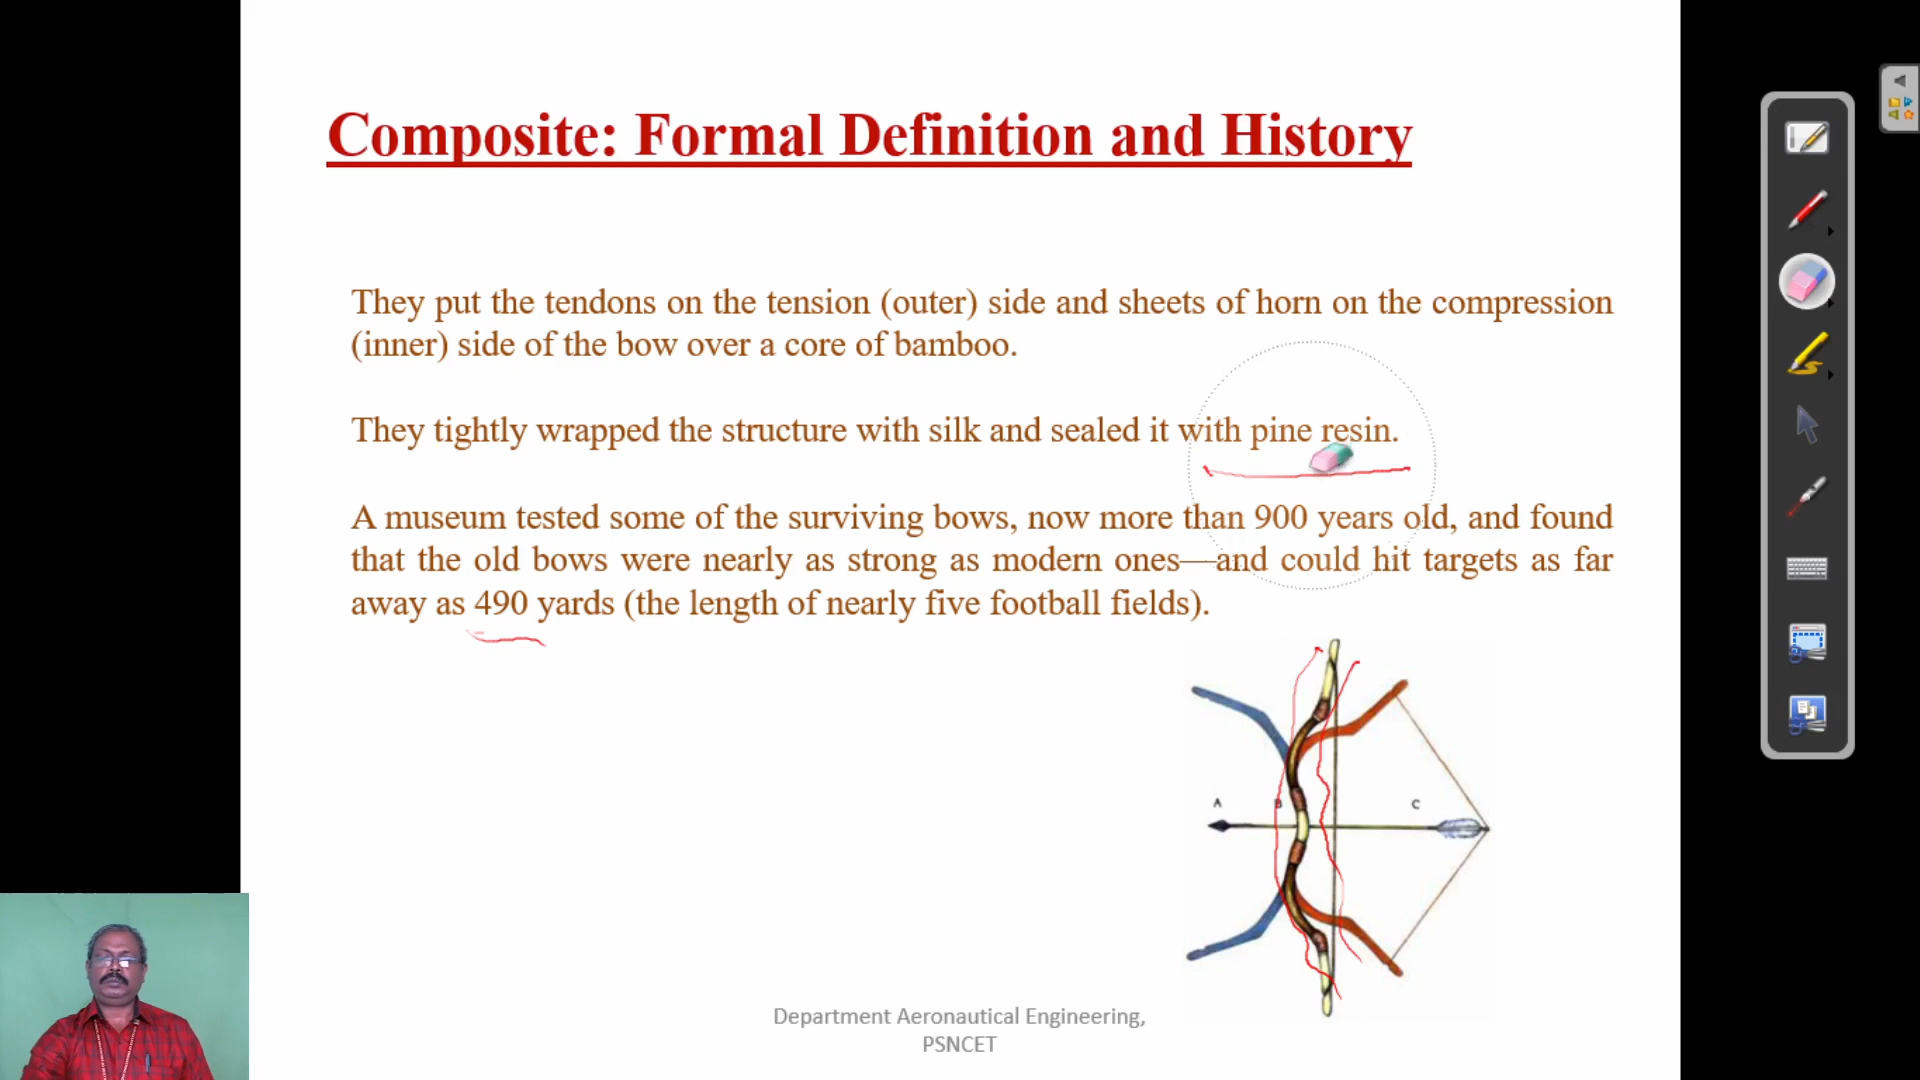 Composite: Formal Definition and History
They put the tendons on the tension (outer) side and sheets of horn on the compression
(inner) side of the bow over a core of bamboo.
They tightly wrapped the structure with silk and sealed it with pine resin.
A museum tested some of the surviving bows, now more than 900 years old, and found
that the old bows were nearly as strong as modern ones—and could hit targets as far
away as 490 yards (the length of nearly five football fields).
A B C
Department Aeronautical Engineering,
PSNCET